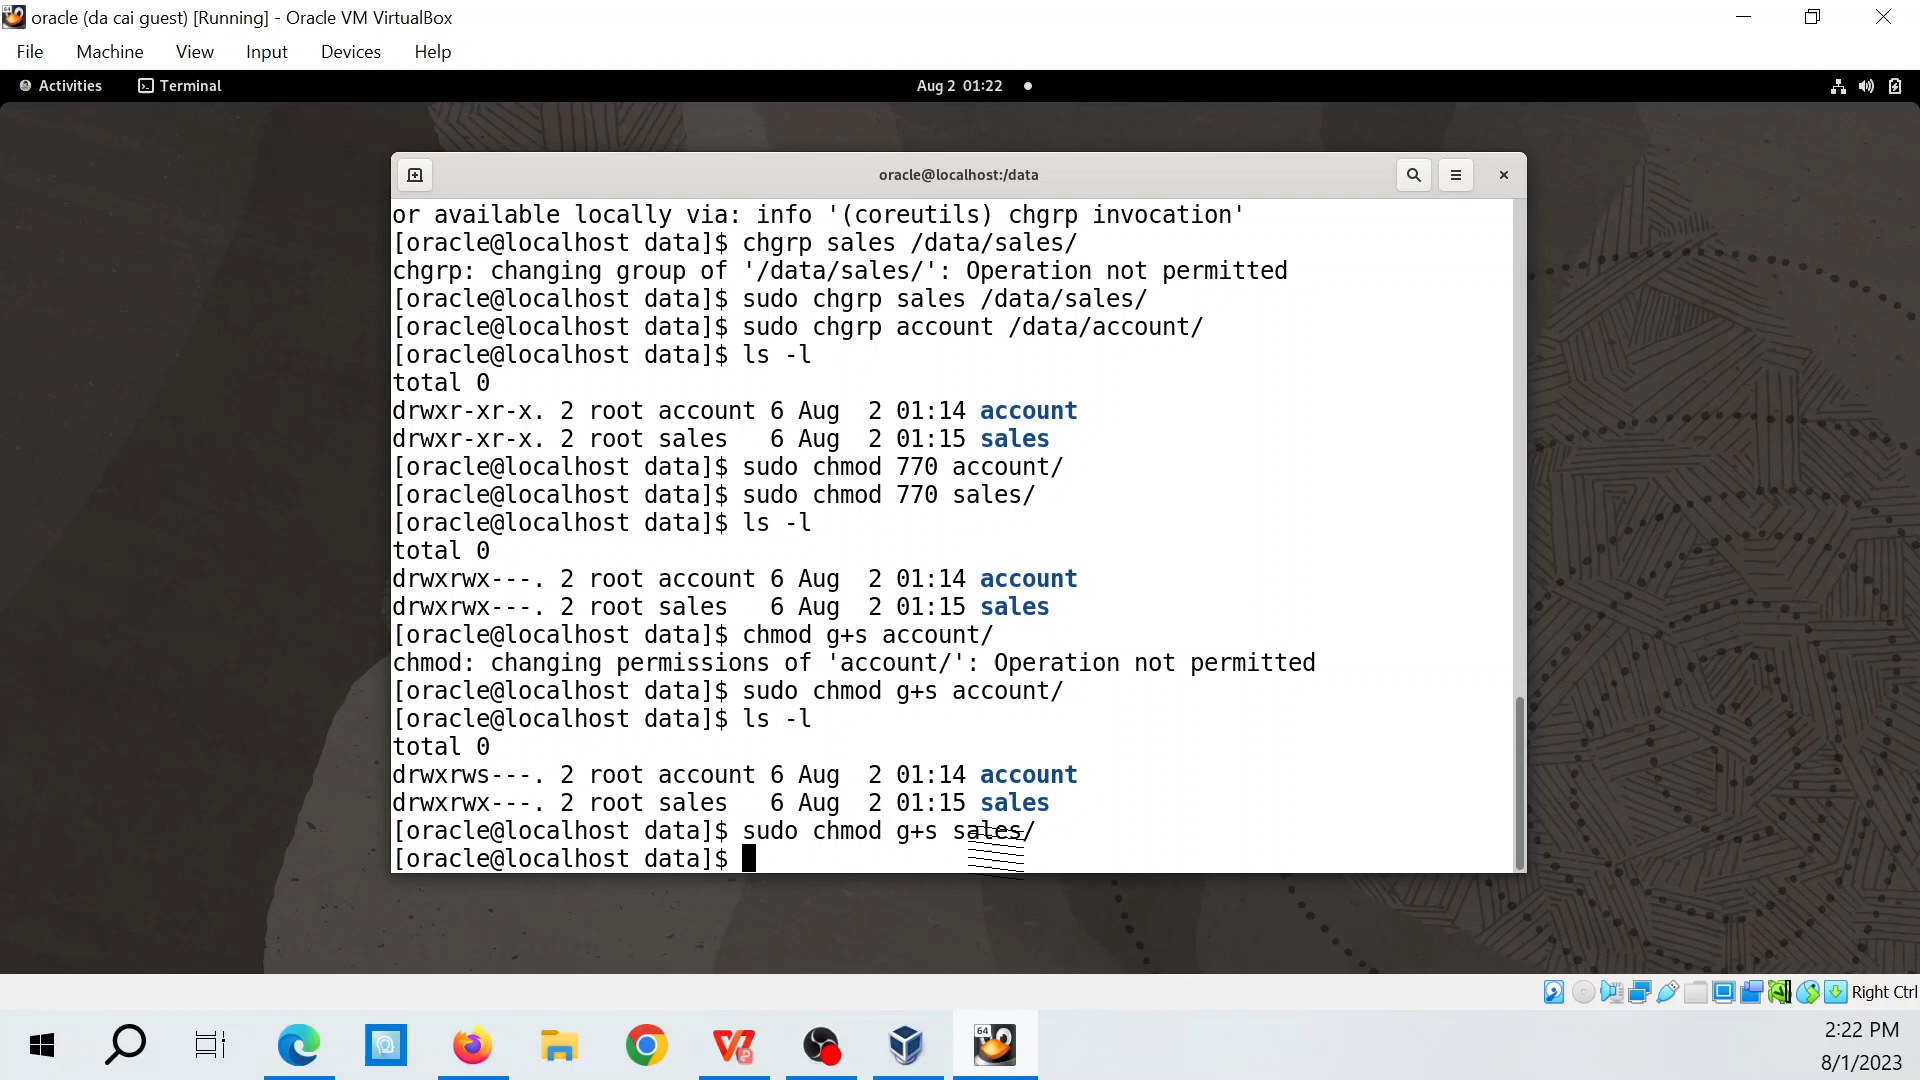 oracle (da cai guest) [Running] - Oracle VM VirtualBox
File Machine View Input Devices Help
Activities Terminal Aug 2 01:22
oracle@localhost:/data
or available locally via: info '(coreutils) chgrp invocation'
[oracle@localhost data]$ chgrp sales /data/sales/
chgrp: changing group of '/data/sales/': Operation not permitted
[oracle@localhost data]$ sudo chgrp sales /data/sales/
[oracle@localhost data]$ sudo chgrp account /data/account/
[oracle@localhost data]$ ls -l
total 0
drwxr-xr-x. 2 root account 6 Aug  2 01:14 account
drwxr-xr-x. 2 root sales   6 Aug  2 01:15 sales
[oracle@localhost data]$ sudo chmod 770 account/
[oracle@localhost data]$ sudo chmod 770 sales/
[oracle@localhost data]$ ls -l
total 0
drwxrwx---. 2 root account 6 Aug  2 01:14 account
drwxrwx---. 2 root sales   6 Aug  2 01:15 sales
[oracle@localhost data]$ chmod g+s account/
chmod: changing permissions of 'account/': Operation not permitted
[oracle@localhost data]$ sudo chmod g+s account/
[oracle@localhost data]$ ls -l
total 0
drwxrws---. 2 root account 6 Aug  2 01:14 account
drwxrwx---. 2 root sales   6 Aug  2 01:15 sales
[oracle@localhost data]$ sudo chmod g+s sales/
[oracle@localhost data]$
Right Ctrl
64
2:22 PM
8/1/2023